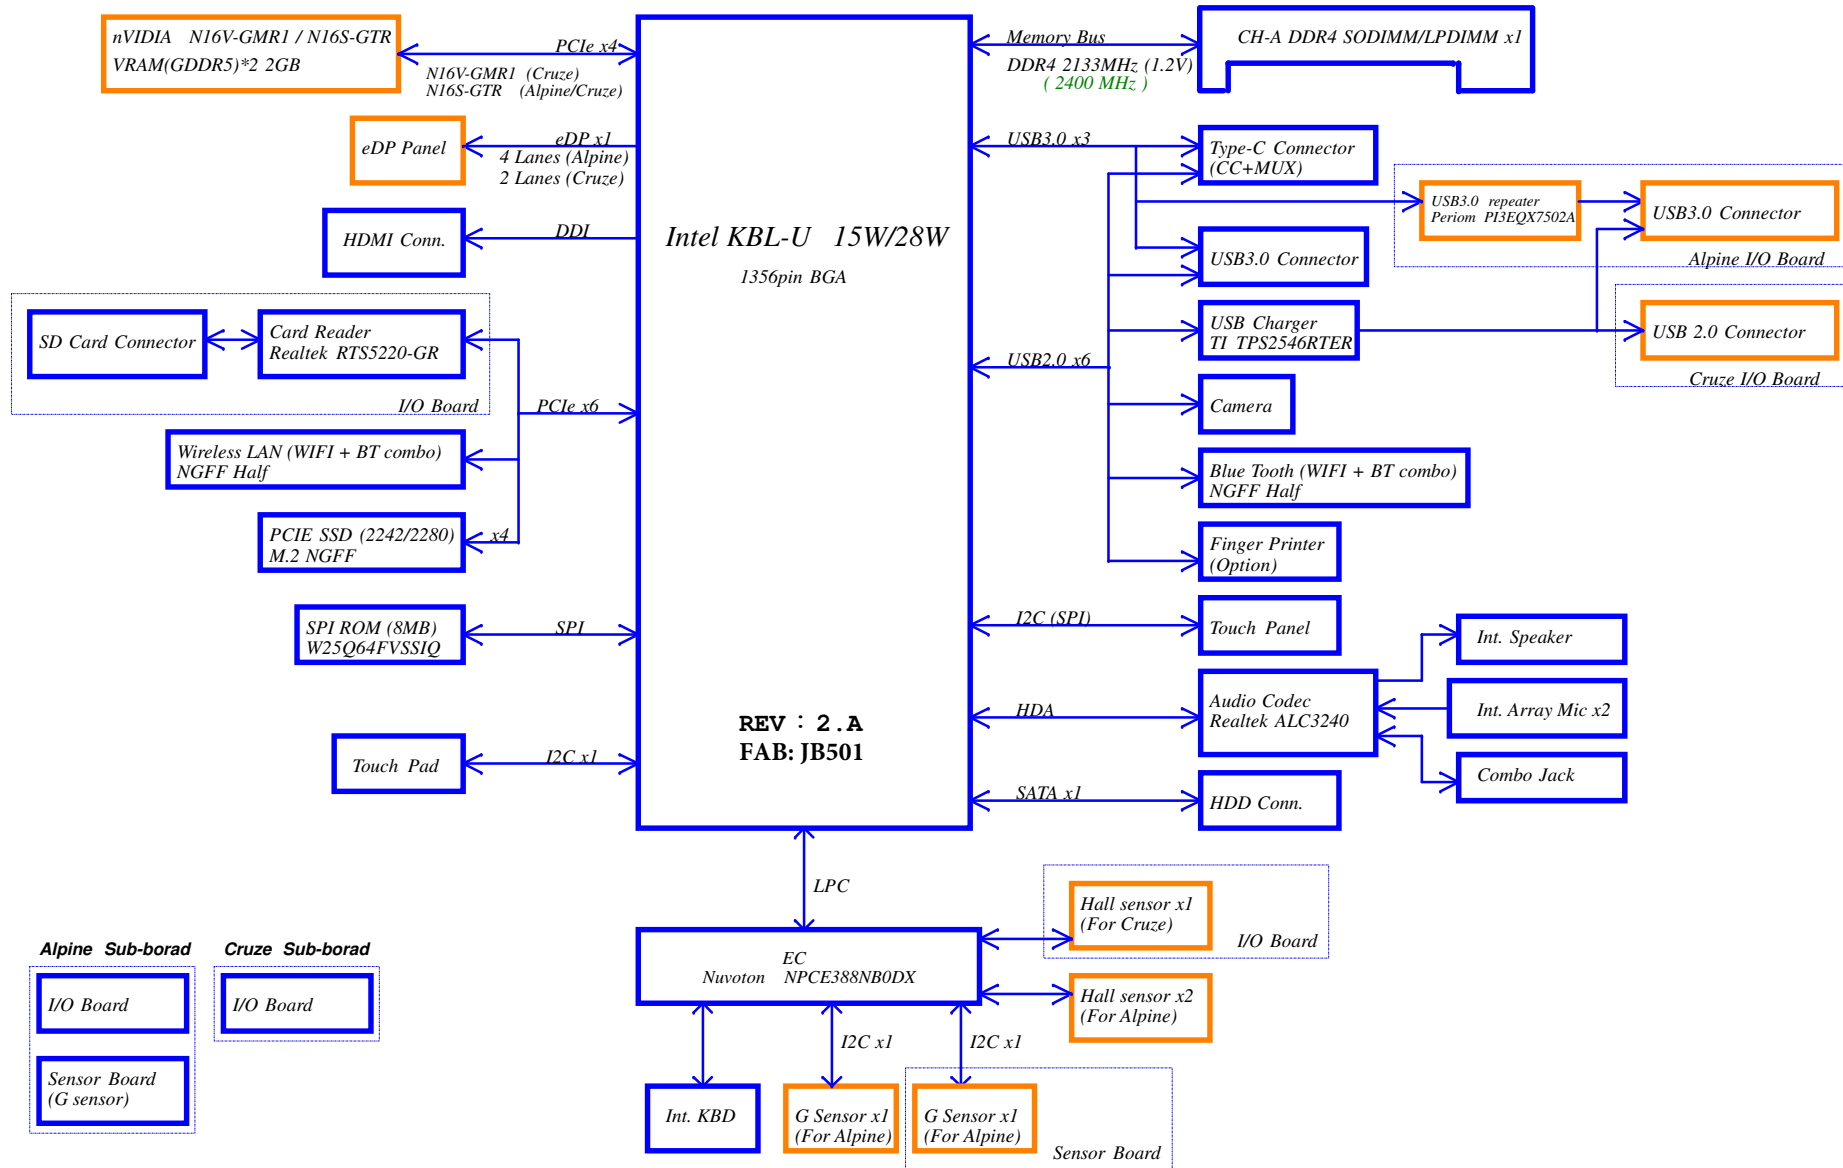 nVIDIA N16V-GMR1 / N16S-GTR
VRAM(GDDR5)*2 2GB
PCIe x4
N16V-GMR1 (Cruze)
N16S-GTR (Alpine/Cruze)
eDP Panel
eDP x1
4 Lanes (Alpine)
2 Lanes (Cruze)
HDMI Conn.
DDI
SD Card Connector
Card Reader
Realtek RTS5220-GR
I/O Board
PCIe x6
Wireless LAN (WIFI + BT combo)
NGFF Half
PCIE SSD (2242/2280)
M.2 NGFF
x4
SPI ROM (8MB)
W25Q64FVSSIQ
SPI
Touch Pad
I2C x1
Intel KBL-U 15W/28W
1356pin BGA
REV : 2.A
FAB: JB501
Memory Bus
DDR4 2133MHz (1.2V)
( 2400 MHz )
CH-A DDR4 SODIMM/LPDIMM x1
USB3.0 x3
Type-C Connector
(CC+MUX)
USB3.0 repeater
Periom PI3EQX7502A
USB3.0 Connector
Alpine I/O Board
USB3.0 Connector
USB Charger
TI TPS2546RTER
USB 2.0 Connector
Cruze I/O Board
USB2.0 x6
Camera
Blue Tooth (WIFI + BT combo)
NGFF Half
Finger Printer
(Option)
I2C (SPI)
Touch Panel
HDA
Audio Codec
Realtek ALC3240
Int. Speaker
Int. Array Mic x2
Combo Jack
SATA x1
HDD Conn.
LPC
EC
Nuvoton NPCE388NB0DX
Hall sensor x1
(For Cruze)
I/O Board
Hall sensor x2
(For Alpine)
I2C x1
I2C x1
Int. KBD
G Sensor x1
(For Alpine)
G Sensor x1
(For Alpine)
Sensor Board
Alpine Sub-borad
I/O Board
Sensor Board
(G sensor)
Cruze Sub-borad
I/O Board